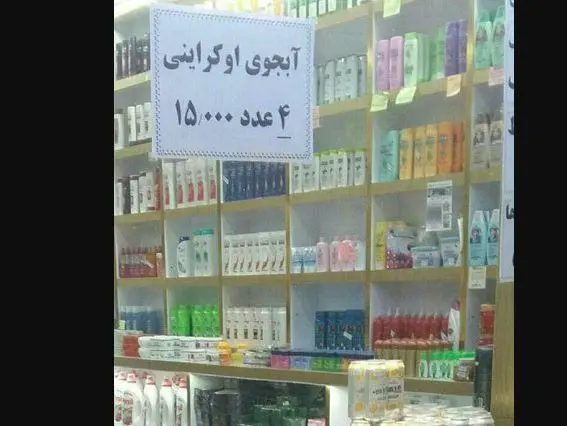 آبجوی اوکراینی
۴ عدد ۱۵/۰۰۰